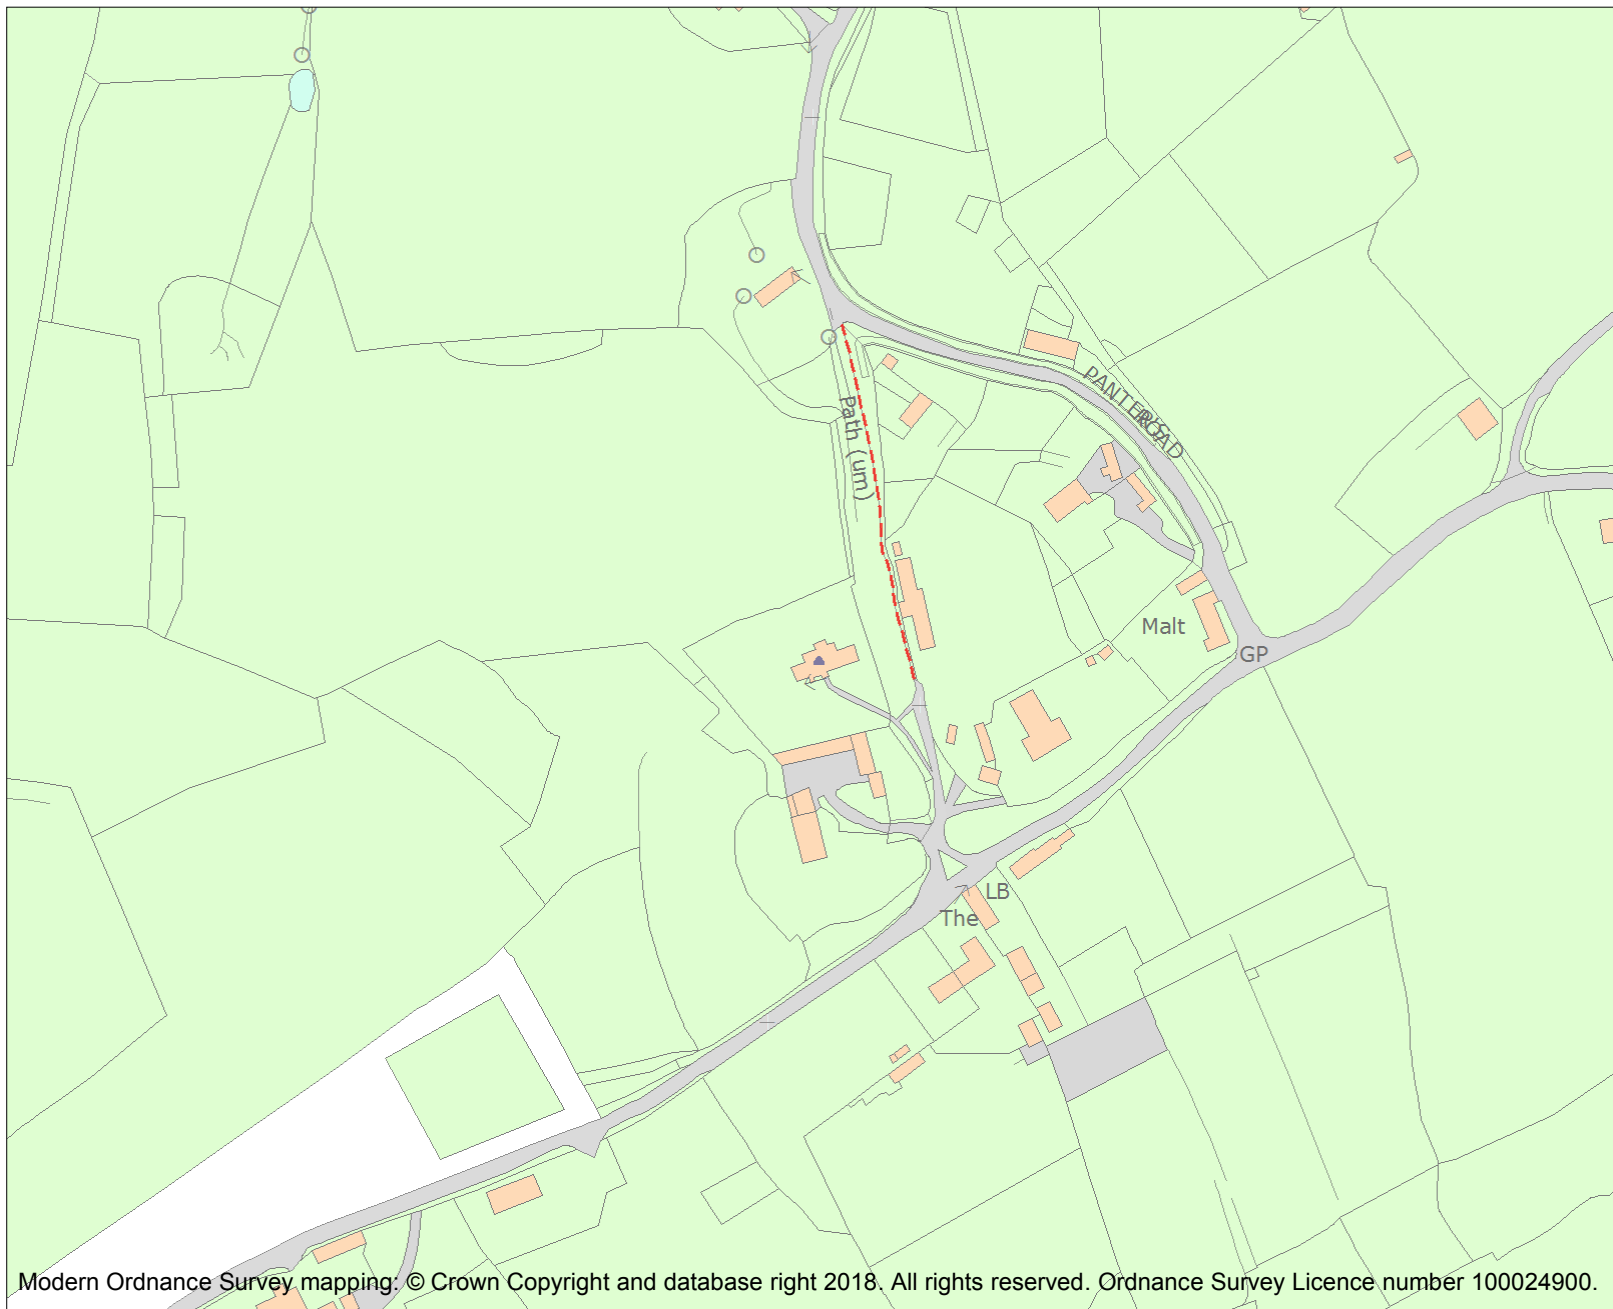 Path (um)
PANTER'S
ROAD
Malt
GP
LB
The
Modern Ordnance Survey mapping: © Crown Copyright and database right 2018. All rights reserved. Ordnance Survey Licence number 100024900.